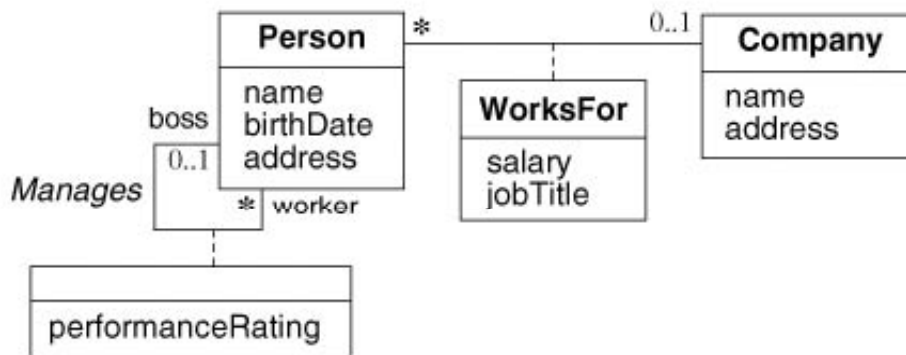 Person
name
birthDate
address
*
0..1
Company
name
address
WorksFor
salary
jobTitle
boss
0..1
Manages
* worker
performanceRating